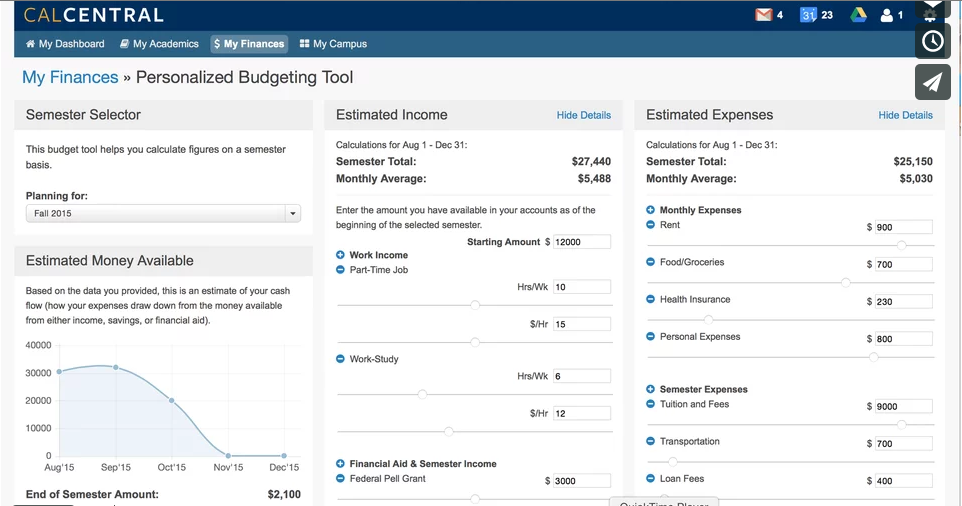 CALCENTRAL
4
31 23
1
My Dashboard My Academics $ My Finances My Campus
My Finances » Personalized Budgeting Tool
Semester Selector
This budget tool helps you calculate figures on a semester
basis.
Planning for:
Fall 2015
Estimated Money Available
Based on the data you provided, this is an estimate of your cash
flow (how your expenses draw down from the money available
from either income, savings, or financial aid).
40000
30000
20000
10000
0
Aug'15 Sep'15 Oct'15 Nov'15 Dec'15
End of Semester Amount: $2,100
Estimated Income Hide Details
Calculations for Aug 1 - Dec 31:
Semester Total: $27,440
Monthly Average: $5,488
Enter the amount you have available in your accounts as of the
beginning of the selected semester.
Starting Amount $ 12000
Work Income
Part-Time Job
Hrs/Wk 10
$/Hr 15
Work-Study
Hrs/Wk 6
$/Hr 12
Financial Aid & Semester Income
Federal Pell Grant $ 3000
Estimated Expenses Hide Details
Calculations for Aug 1 - Dec 31:
Semester Total: $25,150
Monthly Average: $5,030
Monthly Expenses
Rent $ 900
Food/Groceries $ 700
Health Insurance $ 230
Personal Expenses $ 800
Semester Expenses
Tuition and Fees $ 9000
Transportation $ 700
Loan Fees $ 400
QuickTime Player